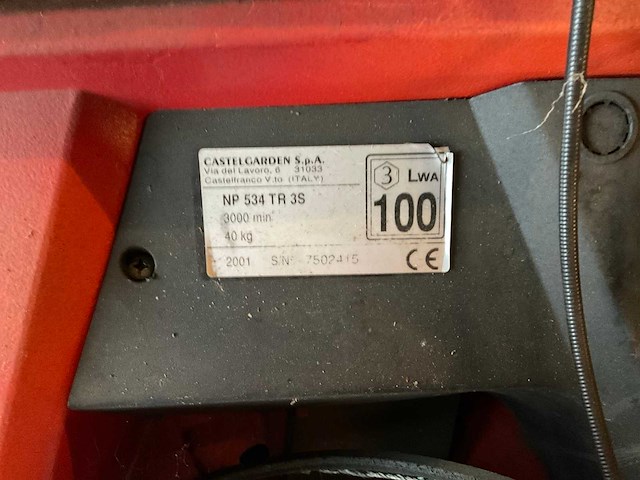 CASTELGARDEN S.p.A.
Via del Lavoro, 6 31033
Castelfranco V.to (ITALY)
NP 534 TR 3S
3000 min
40 kg
2001 S/N° 7502415
3 LWA
100
CE